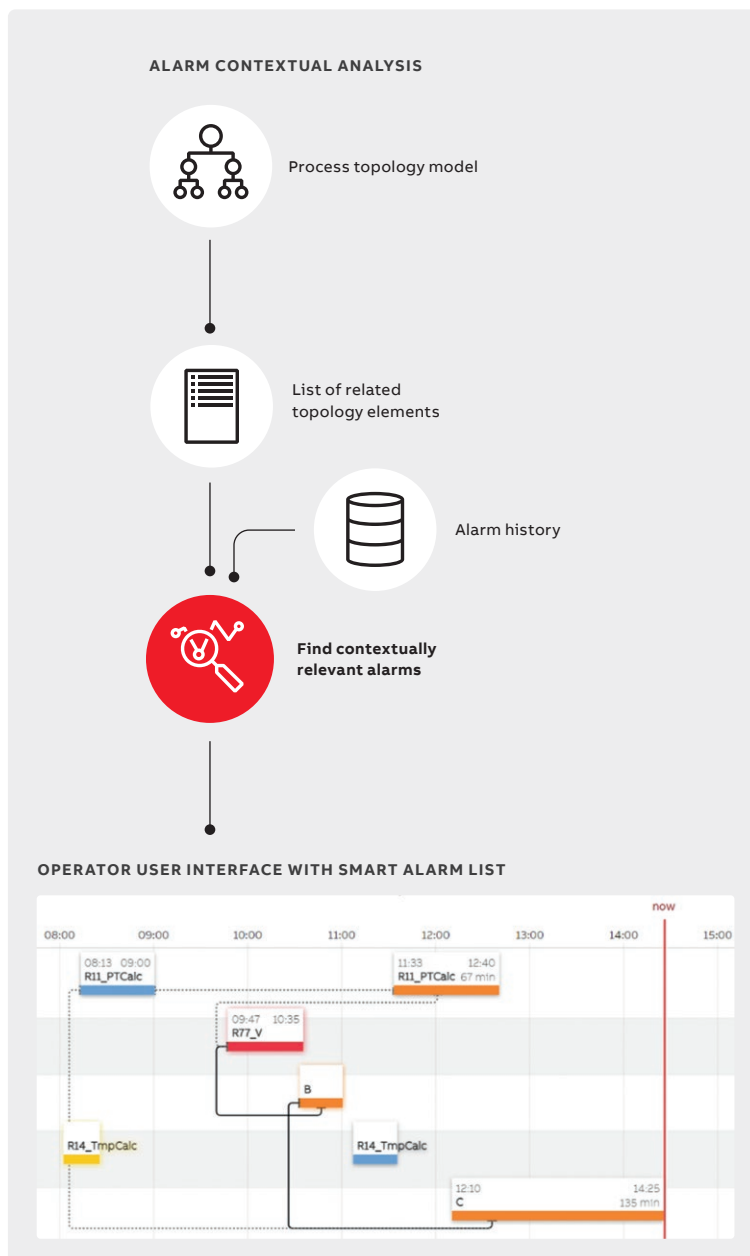 ALARM CONTEXTUAL ANALYSIS
Process topology model
List of related
topology elements
Alarm history
Find contextually
relevant alarms
OPERATOR USER INTERFACE WITH SMART ALARM LIST
now
08:00 09:00 10:00 11:00 12:00 13:00 14:00 15:00
08:13 09:00
R11_PTCalc
11:33 12:40
R11_PTCalc 67 min
09:47 10:35
R77_V
B
R14_TmpCalc
R14_TmpCalc
12:10 14:25
C 135 min